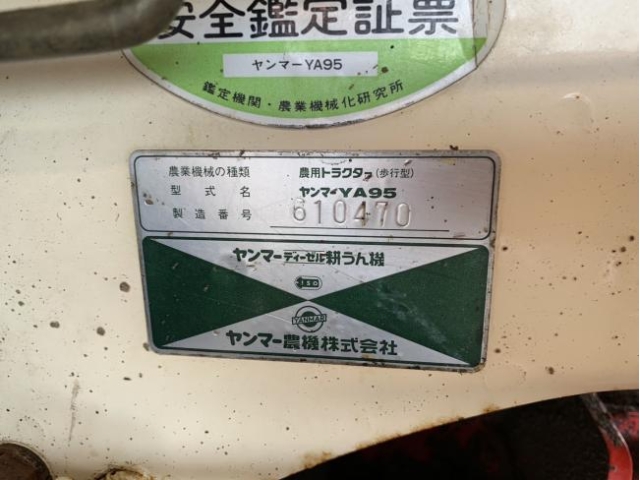 安全鑑定証票
ヤンマーYA95
鑑定機関・農業機械化研究所
農業機械の種類 農用トラクター(歩行型)
型式名 ヤンマーYA95
製造番号 610470
ヤンマーディーゼル耕うん機
ISO
YANMAR
ヤンマー農機株式会社